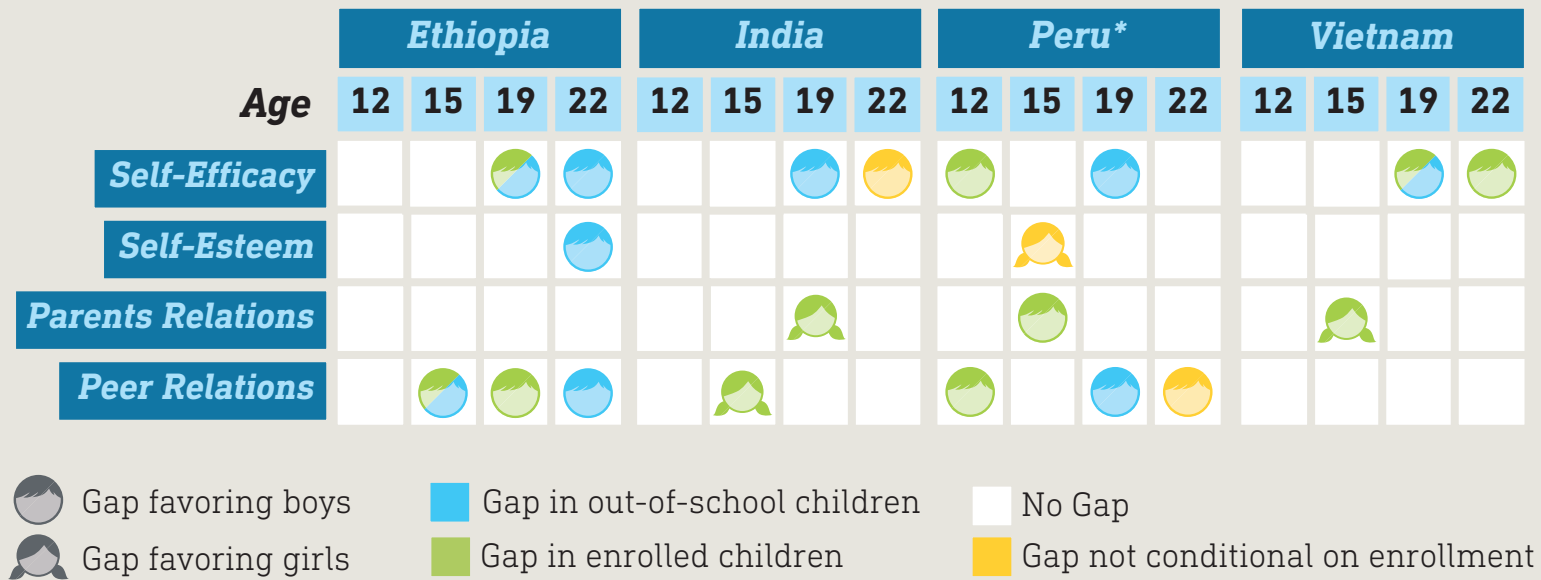 Ethiopia India Peru* Vietnam
Age 12 15 19 22 12 15 19 22 12 15 19 22 12 15 19 22
Self-Efficacy
Self-Esteem
Parents Relations
Peer Relations
Gap favoring boys Gap in out-of-school children No Gap
Gap favoring girls Gap in enrolled children Gap not conditional on enrollment